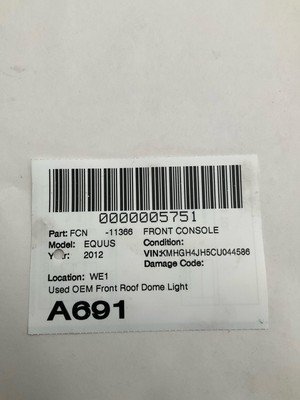 0000005751
Part: FCN -11366 FRONT CONSOLE
Model: EQUUS Condition:
Year: 2012 VIN:KMHGH4JH5CU044586
Damage Code:
Location: WE1
Used OEM Front Roof Dome Light
A691